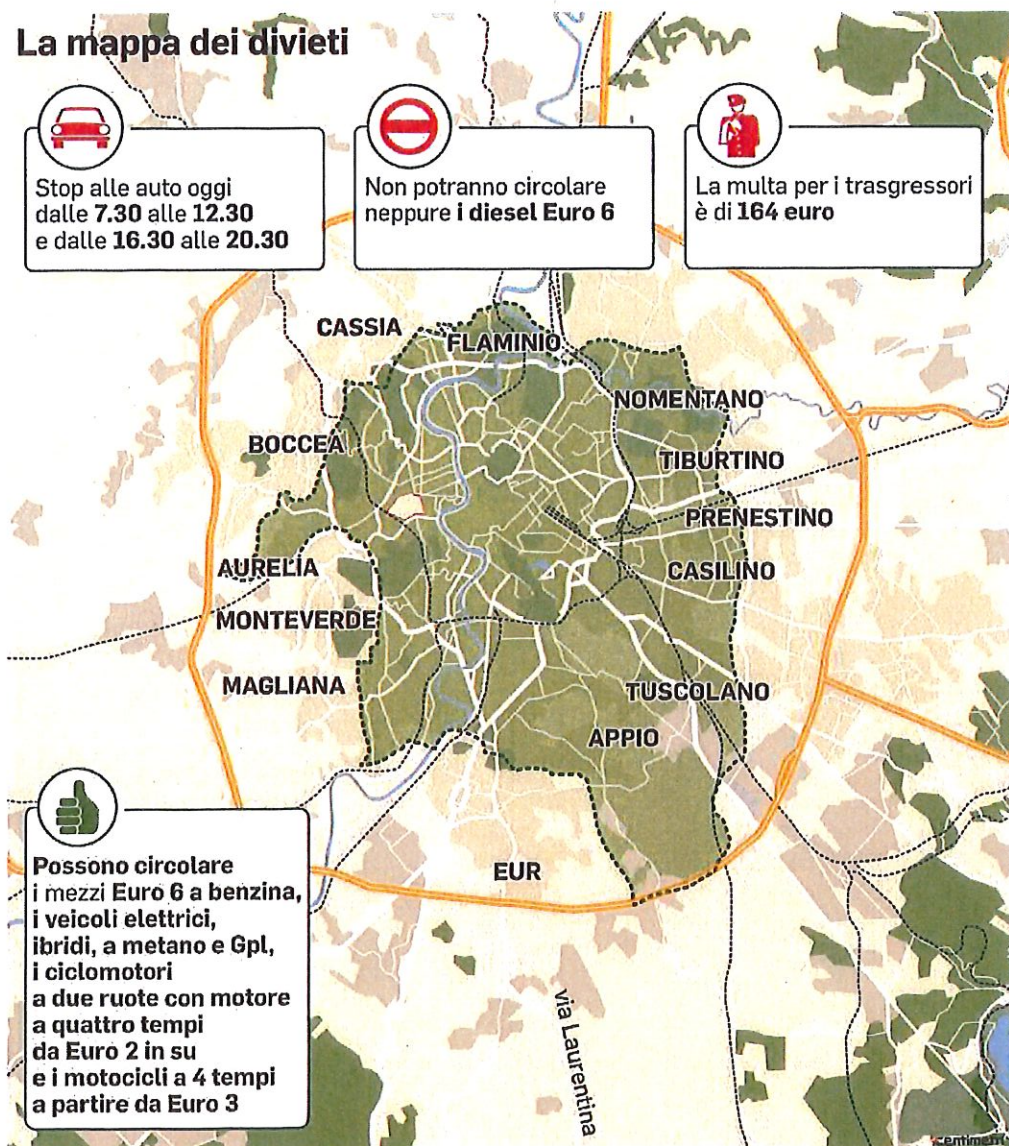 La mappa dei divieti
Stop alle auto oggi
dalle 7.30 alle 12.30
e dalle 16.30 alle 20.30
Non potranno circolare
neppure i diesel Euro 6
La multa per i trasgressori
è di 164 euro
CASSIA
FLAMINIO
NOMENTANO
BOCCEA
TIBURTINO
PRENESTINO
AURELIA
CASILINO
MONTEVERDE
MAGLIANA
TUSCOLANO
APPIO
EUR
Possono circolare
i mezzi Euro 6 a benzina,
i veicoli elettrici,
ibridi, a metano e Gpl,
i ciclomotori
a due ruote con motore
a quattro tempi
da Euro 2 in su
e i motocicli a 4 tempi
a partire da Euro 3
via Laurentina
centimetri